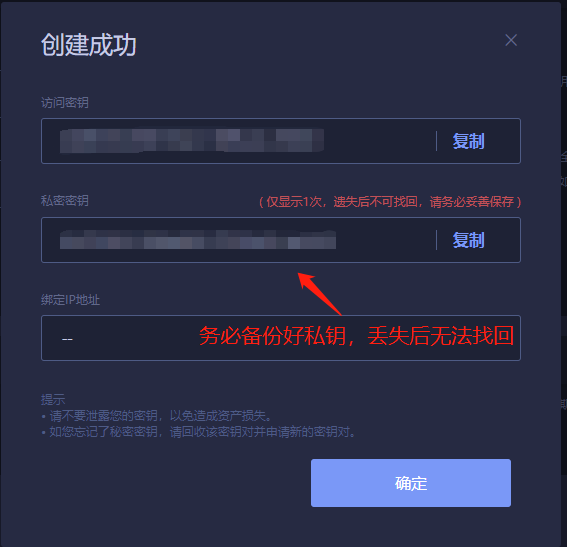 创建成功
访问密钥
复制
私密密钥
（仅显示1次，遗失后不可找回，请务必妥善保存）
复制
绑定IP地址
--
务必备份好私钥，丢失后无法找回
提示
• 请不要泄露您的密钥，以免造成资产损失。
• 如您忘记了秘密密钥，请回收该密钥对并申请新的密钥对。
确定